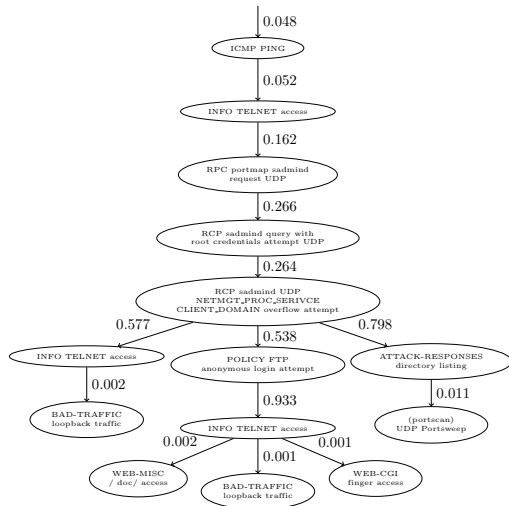 0.048
ICMP PING
0.052
INFO TELNET access
0.162
RPC portmap sadmind
request UDP
0.266
RCP sadmind query with
root credentials attempt UDP
0.264
RCP sadmind UDP
NETMGT_PROC_SERIVCE
CLIENT_DOMAIN overflow attempt
0.577
0.538
0.798
INFO TELNET access
POLICY FTP
anonymous login attempt
ATTACK-RESPONSES
directory listing
0.002
0.933
0.011
BAD-TRAFFIC
loopback traffic
INFO TELNET access
(portscan)
UDP Portsweep
0.002
0.001
0.001
WEB-MISC
/ doc/ access
BAD-TRAFFIC
loopback traffic
WEB-CGI
finger access